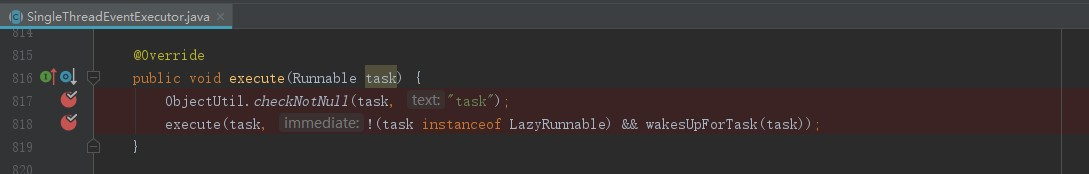 SingleThreadEventExecutor.java
814
815 @Override
816 public void execute(Runnable task) {
817 ObjectUtil.checkNotNull(task, text: "task");
818 execute(task, immediate: !(task instanceof LazyRunnable) && wakesUpForTask(task));
819 }
820